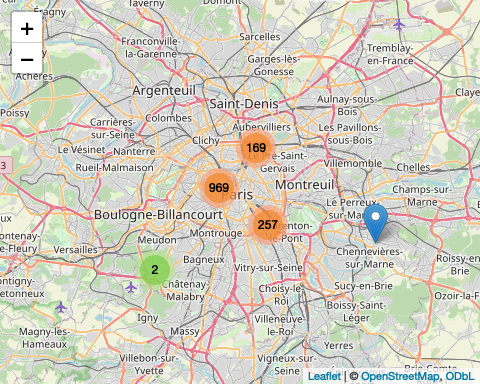 +
−
Taverny
Sarcelles
Franconville-
la-Garenne
Garges-lès-
Gonesse
Tremblay-
en-France
Achères
Argenteuil
Saint-Denis
Aulnay-sous-
Bois
Poissy
Carrières-
sur-Seine
Colombes
Aubervilliers
Les Pavillons-
sous-Bois
Clichy
169
Le Vésinet
Nanterre
Pré-Saint-
Gervais
Villemomble
Chelles
3
Rueil-Malmaison
969
Paris
Montreuil
Champs-sur-
Marne
Le Perreux-
sur-Marne
Boulogne-Billancourt
257
Versailles
Meudon
Montrouge
-le-Pont
Chennevières-
sur-Marne
Roissy-en-
Brie
2
Bagneux
Vitry-sur-Seine
Châtenay-
Malabry
Sucy-en-Brie
Choisy-le-
Roi
Boissy-Saint-
Léger
Ozoir-la-F
Igny
Massy
Villeneuve-
le-Roi
Magny-les-
Hameaux
Yerres
Villebon-sur-
Yvette
Vigneux-sur-
Seine
Leaflet | © OpenStreetMap, ODbL